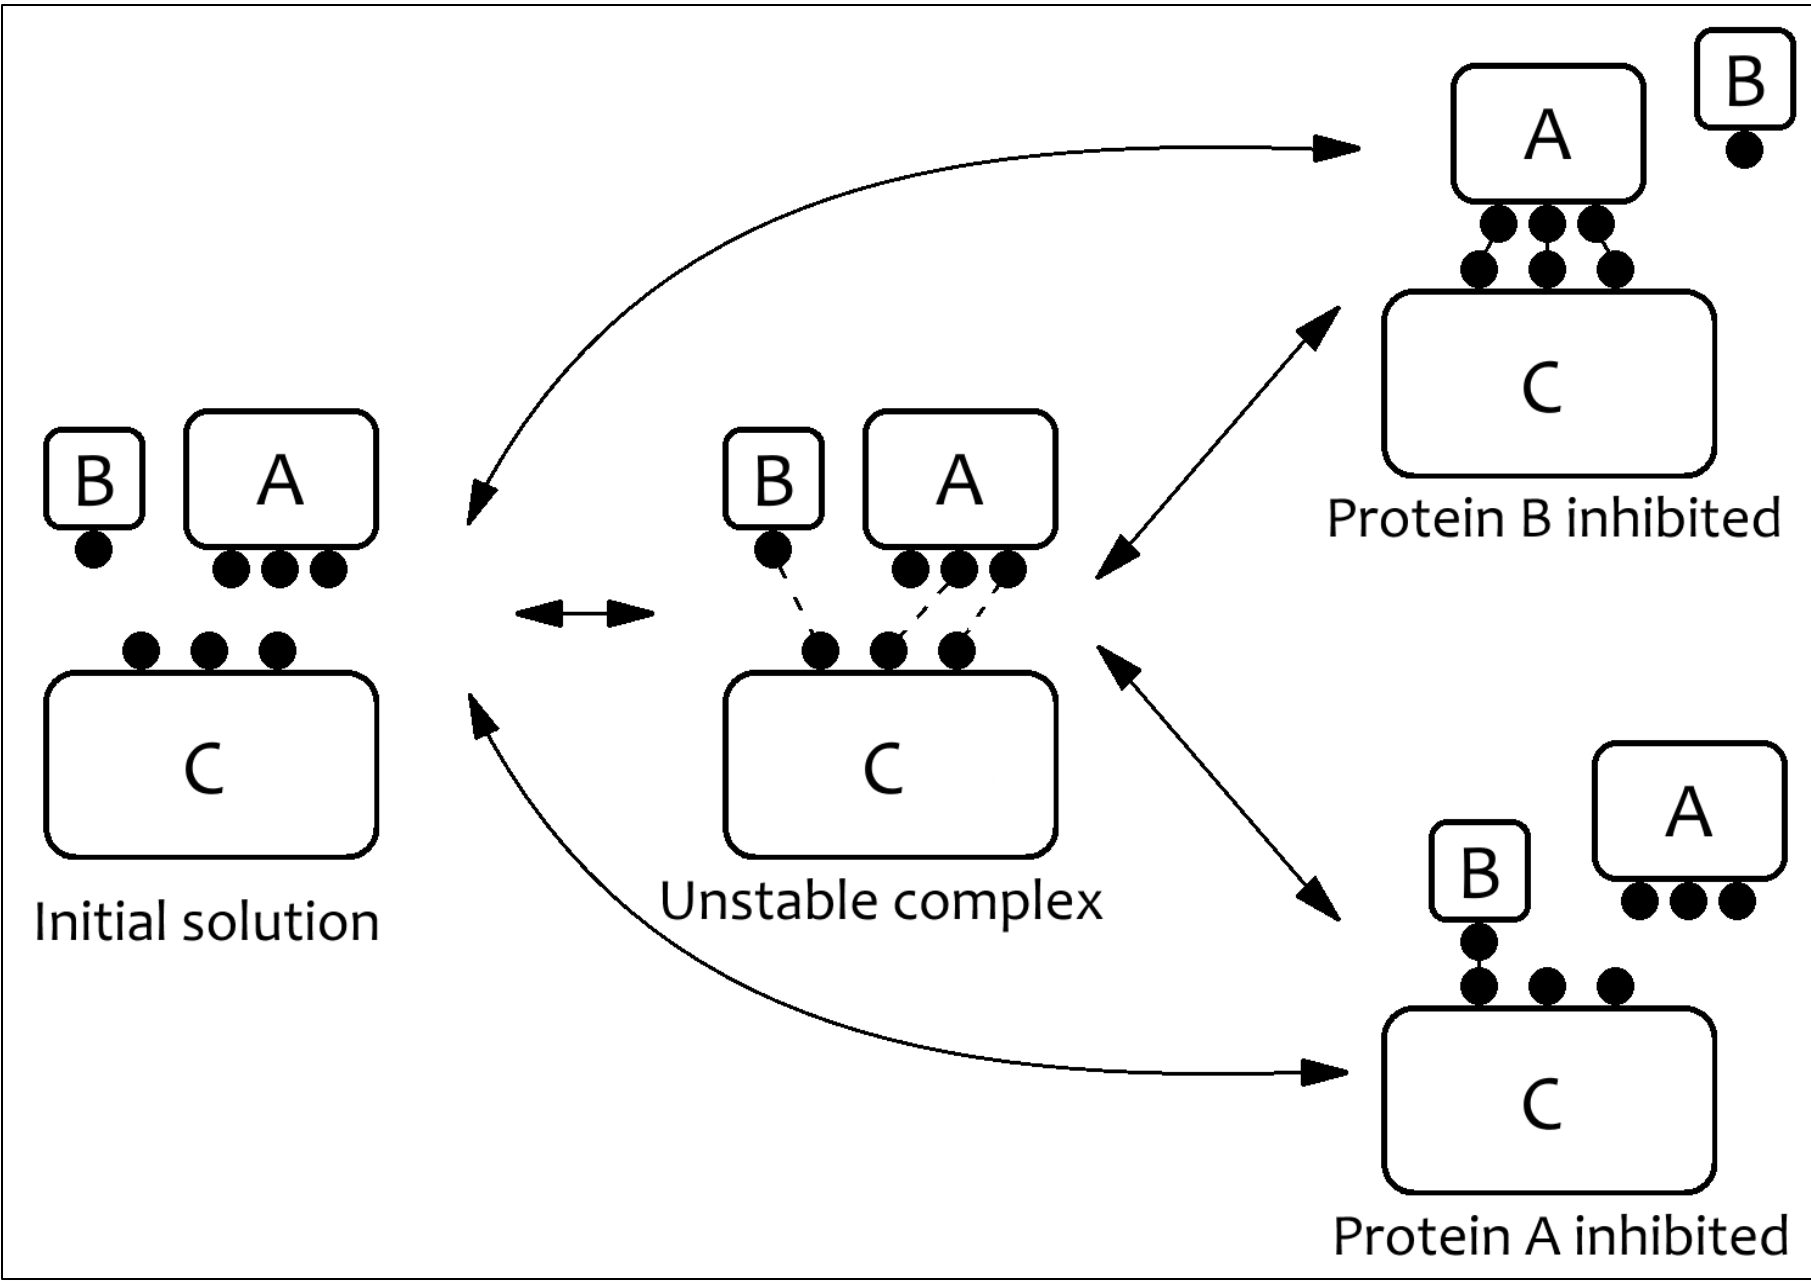 B
A
C
Initial solution
B
A
C
Unstable complex
A
B
C
Protein B inhibited
B
A
C
Protein A inhibited